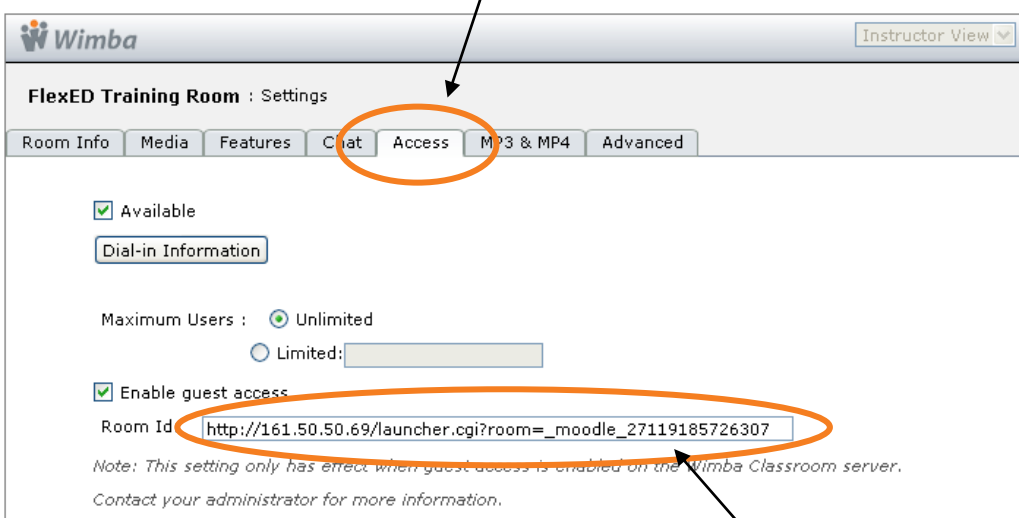 Wimba
Instructor View
FlexED Training Room : Settings
Room Info Media Features Chat Access MP3 & MP4 Advanced
Available
Dial-in Information
Maximum Users : Unlimited
Limited:
Enable guest access
Room Id http://161.50.50.69/launcher.cgi?room=_moodle_27119185726307
Note: This setting only has effect when guest access is enabled on the Wimba Classroom server.
Contact your administrator for more information.